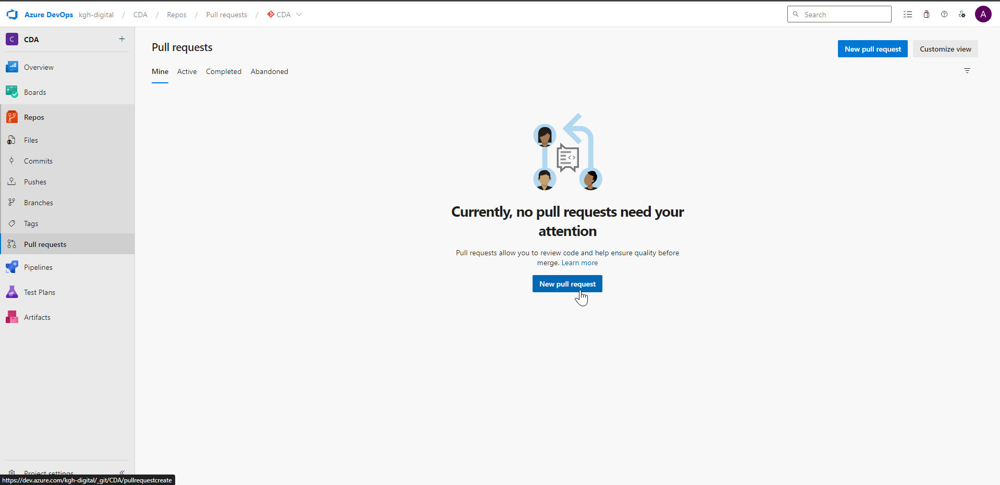 Azure DevOps kgh-digital / CDA / Repos / Pull requests / CDA
Search
A
C CDA
Overview
Boards
Repos
Files
Commits
Pushes
Branches
Tags
Pull requests
Pipelines
Test Plans
Artifacts
Project settings
https://dev.azure.com/kgh-digital/_git/CDA/pullrequestcreate
Pull requests
New pull request
Customize view
Mine Active Completed Abandoned
Currently, no pull requests need your
attention
Pull requests allow you to review code and help ensure quality before
merge. Learn more
New pull request